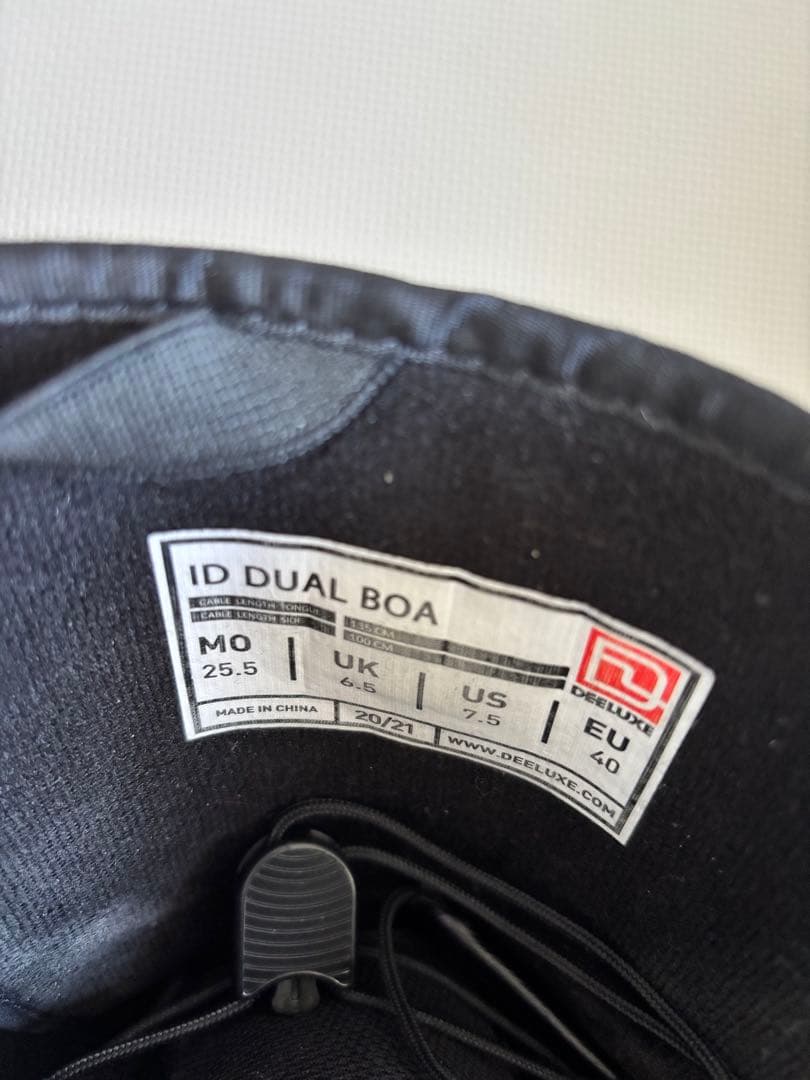 ID DUAL BOA
CABLE LENGTH TONGUE 135 CM
CABLE LENGTH SIDE 100 CM
MO 25.5
UK 6.5
US 7.5
EU 40
DEELUXE
MADE IN CHINA
20/21
WWW.DEELUXE.COM